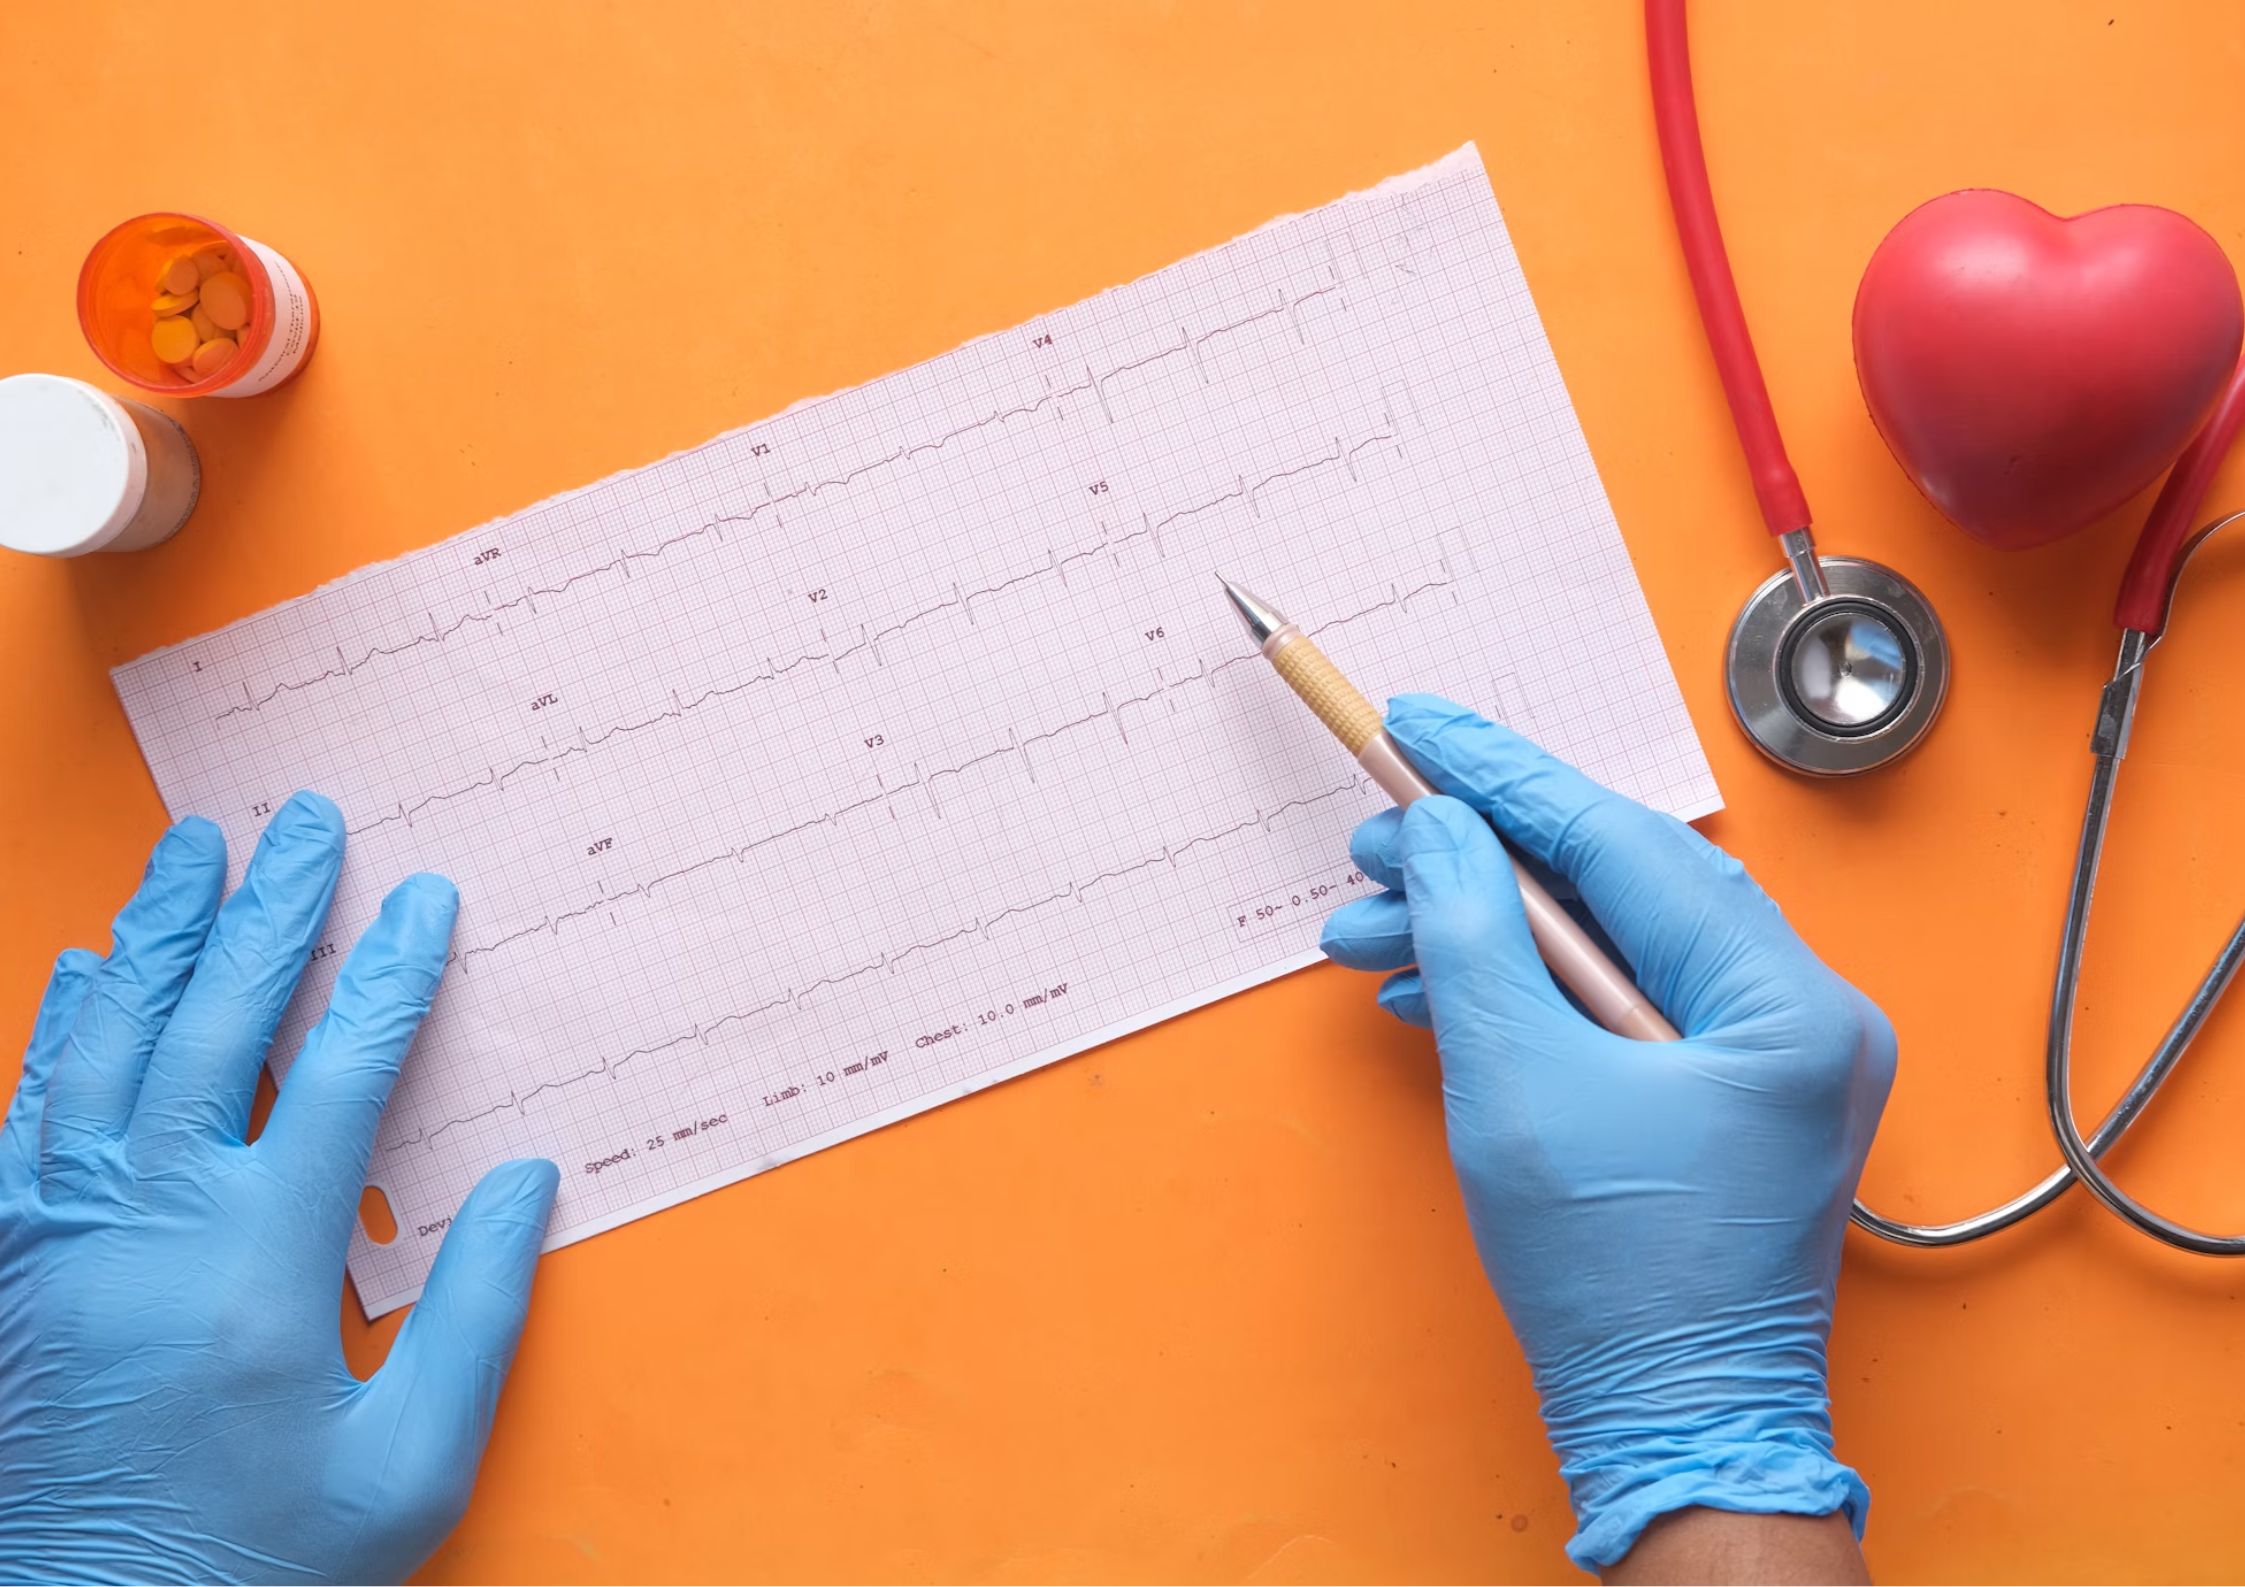 I
aVR
V1
V4
II
aVL
V2
V5
III
aVF
V3
V6
Speed: 25 mm/sec Limb: 10 mm/mV Chest: 10.0 mm/mV
F 50~ 0.50- 40